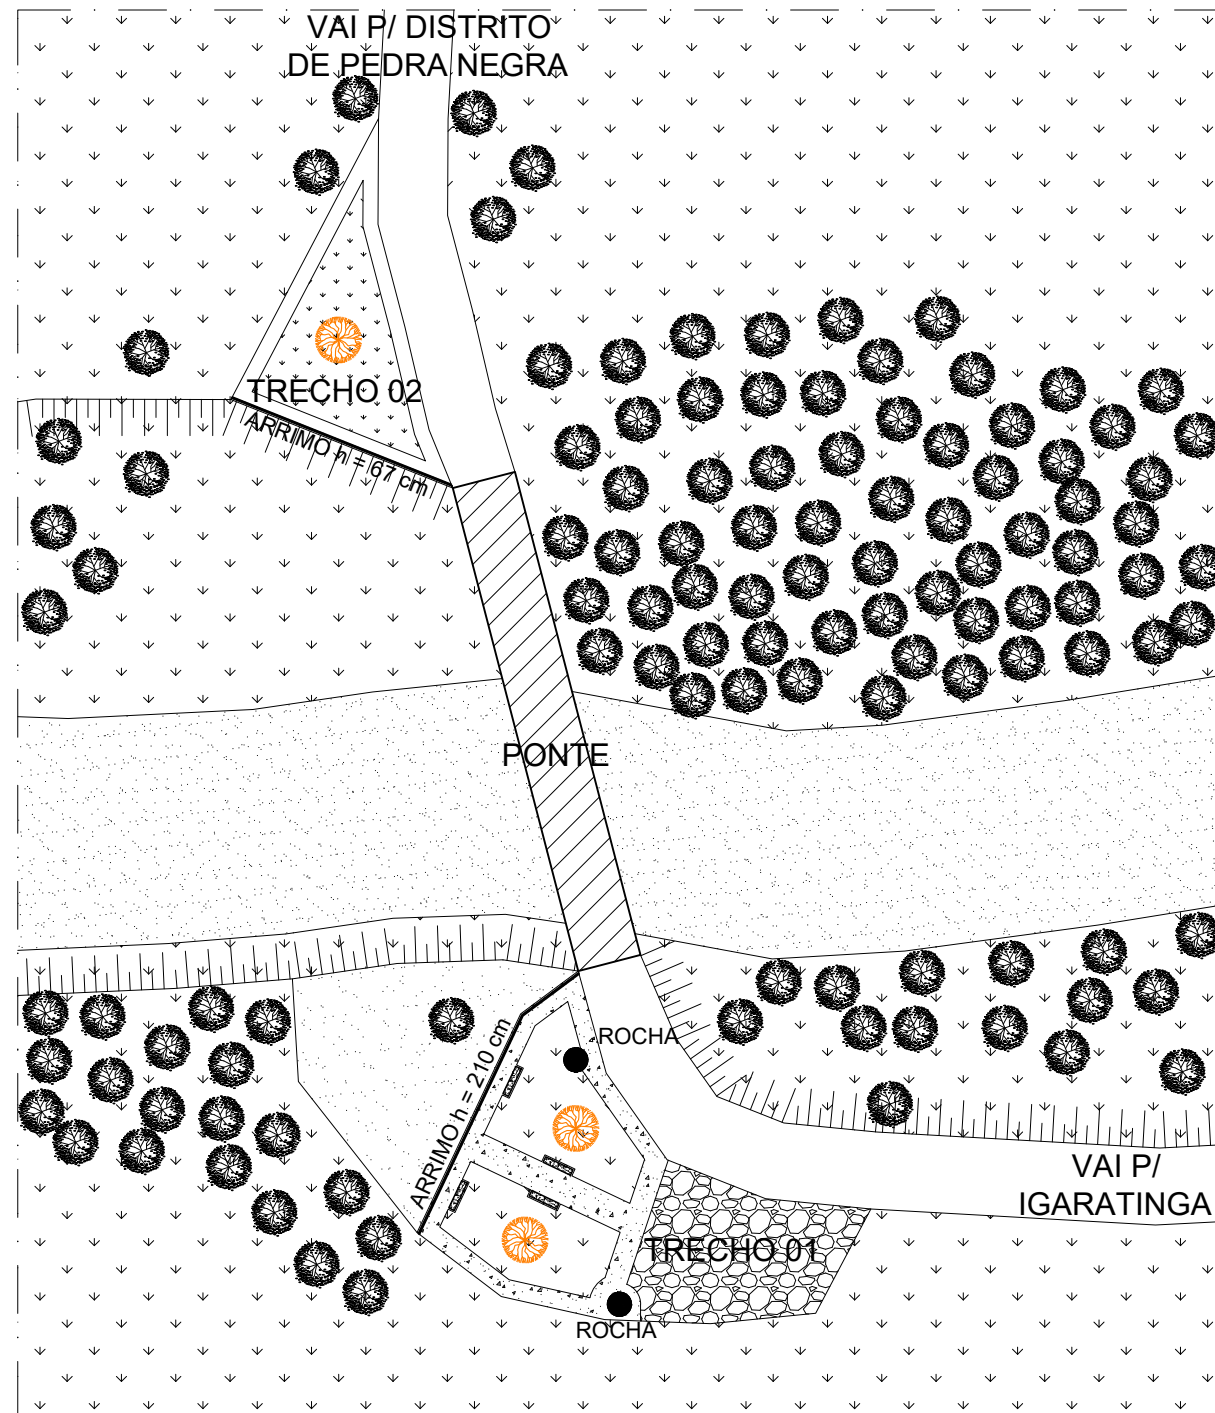 VAI P/ DISTRITO
DE PEDRA NEGRA
TRECHO 02
ARRIMO h = 67 cm
PONTE
ROCHA
ARRIMO h = 210 cm
VAI P/
IGARATINGA
TRECHO 01
ROCHA